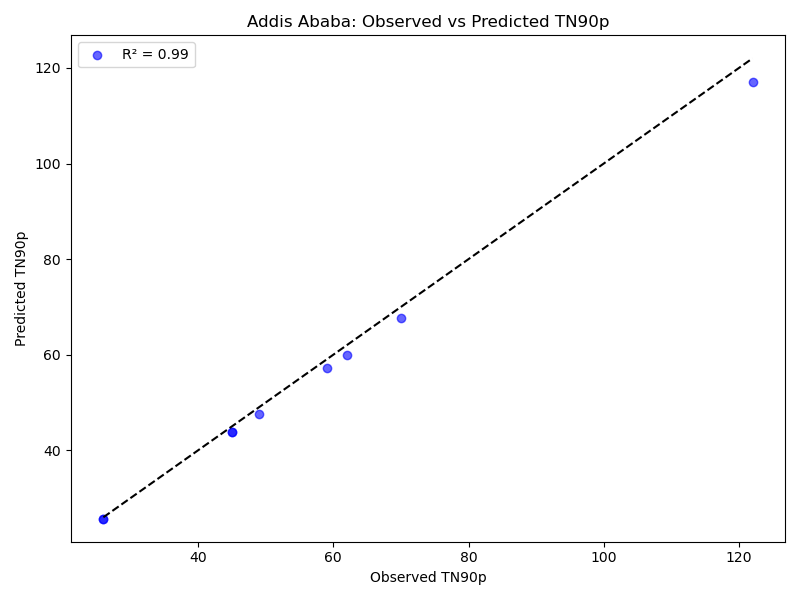 Addis Ababa: Observed vs Predicted TN90p
R² = 0.99
120
100
80
60
40
Predicted TN90p
40 60 80 100 120
Observed TN90p